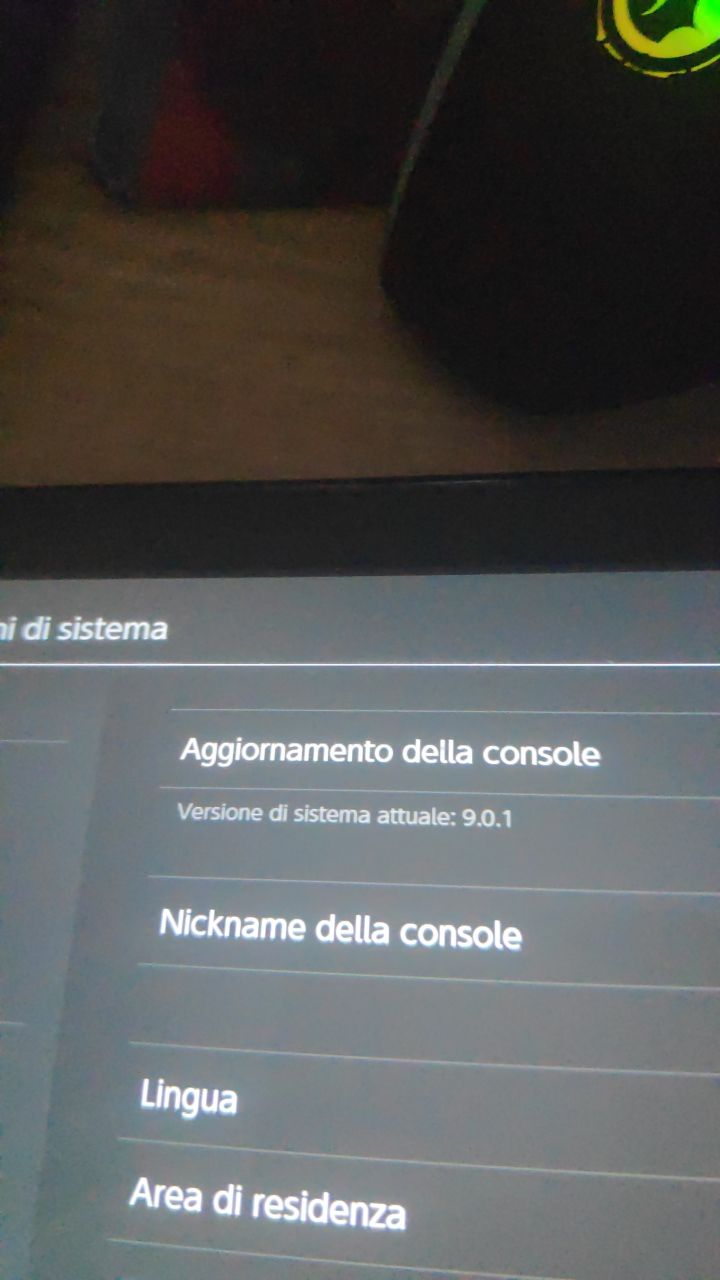 di sistema
Aggiornamento della console
Versione di sistema attuale: 9.0.1
Nickname della console
Lingua
Area di residenza